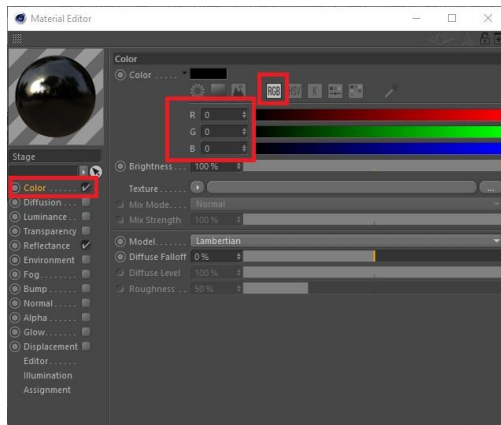 Material Editor
Color
Color . . . . .
RGB HSV K
R 0
G 0
B 0
Stage
Brightness . . . 100 %
Color . . . . . .
Texture . . . . . . ...
Diffusion . . .
Mix Mode. . . . Normal
Luminance . .
Mix Strength 100 %
Transparency
Reflectance
Model. . . . . . . Lambertian
Environment
Diffuse Falloff 0 %
Fog. . . . . . . .
Diffuse Level 100 %
Bump . . . . . .
Roughness . . 50 %
Normal . . . . .
Alpha . . . . . .
Glow. . . . . . .
Displacement
Editor. . . . . .
Illumination
Assignment